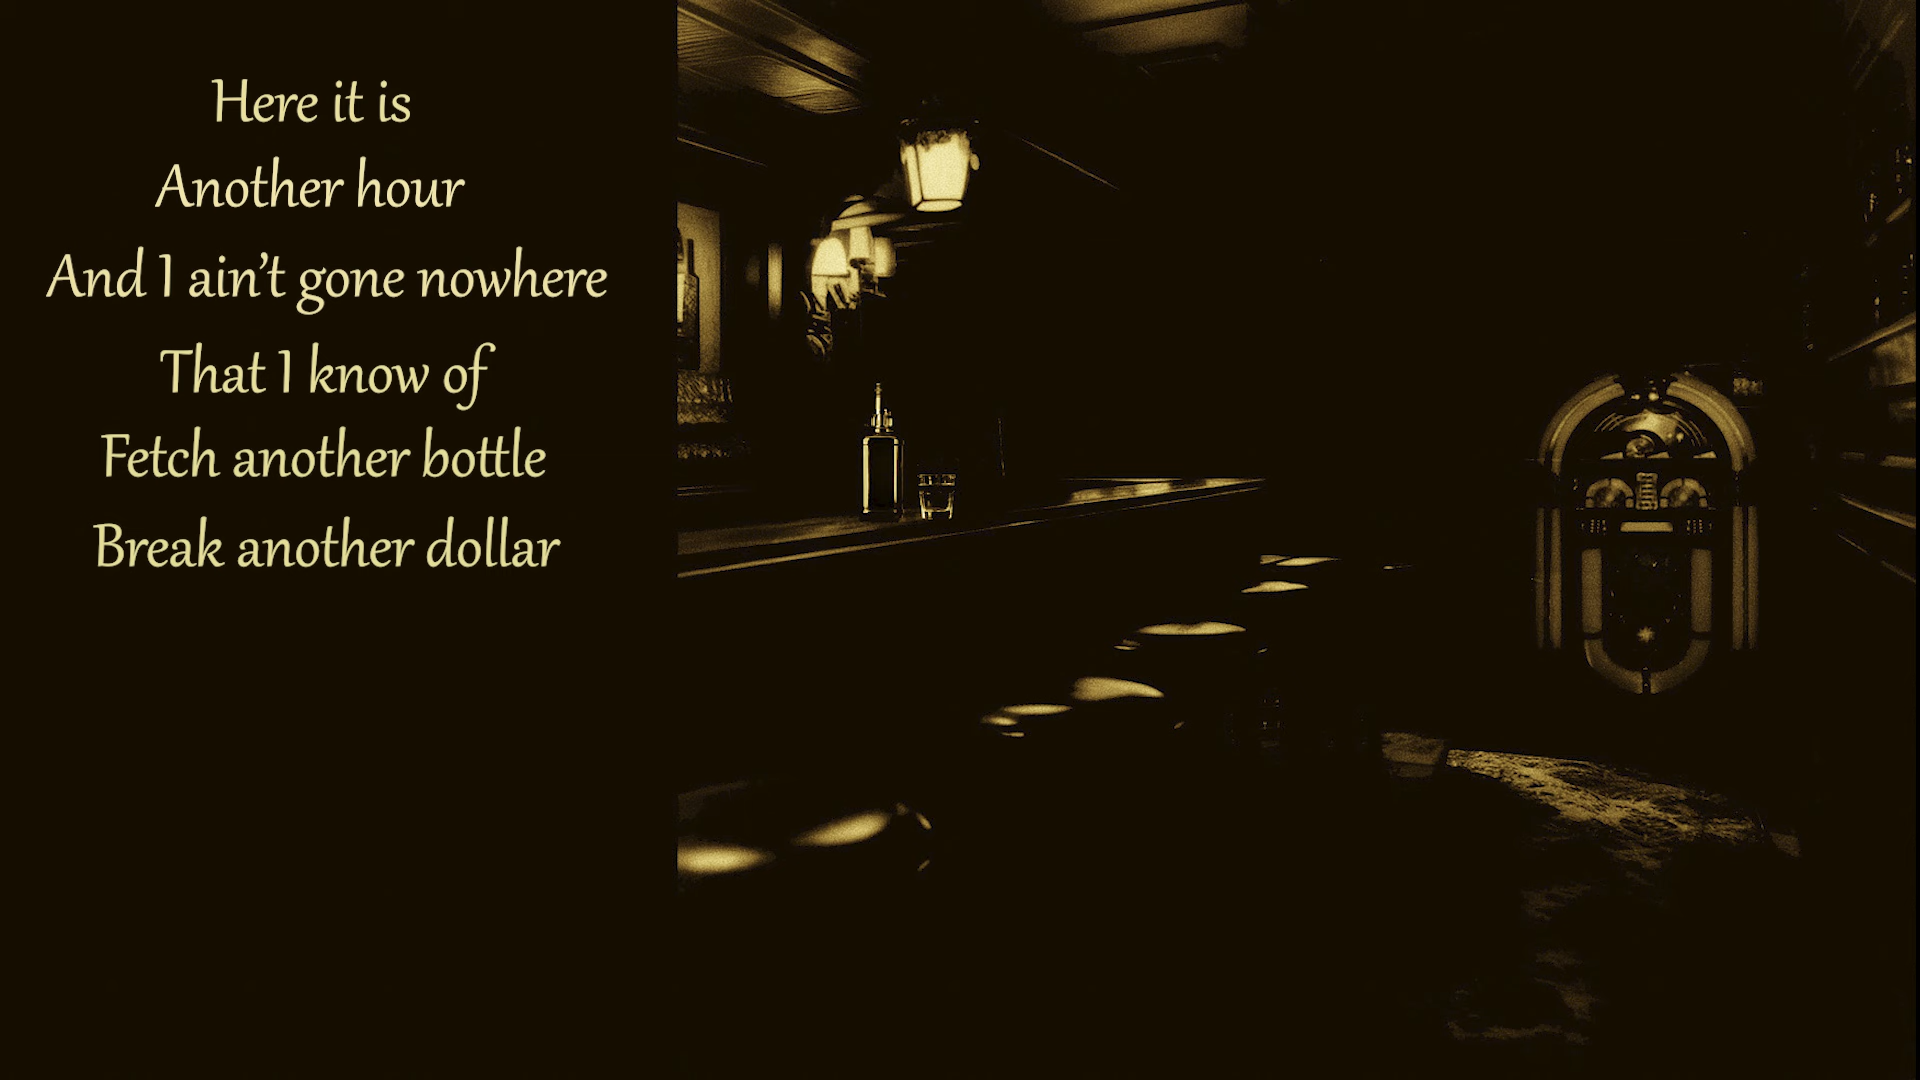 Here it is
Another hour
And I ain’t gone nowhere
That I know of
Fetch another bottle
Break another dollar